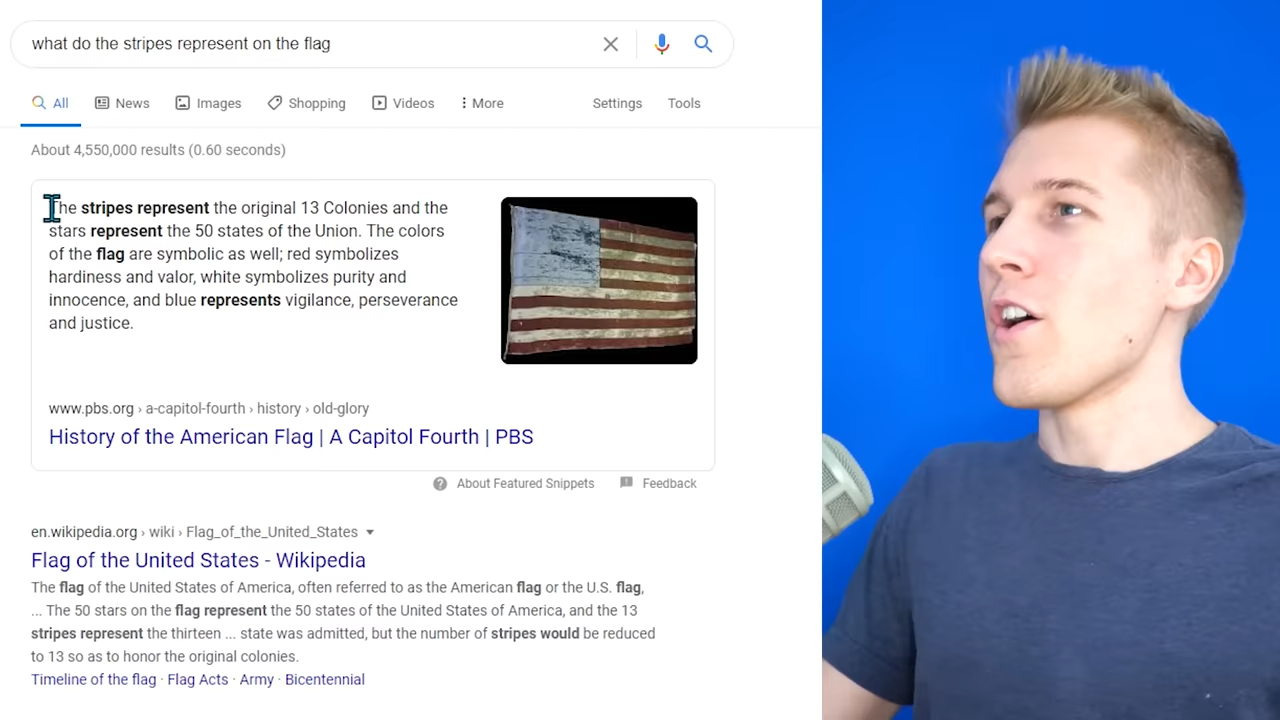 what do the stripes represent on the flag
All News Images Shopping Videos More Settings Tools
About 4,550,000 results (0.60 seconds)
The stripes represent the original 13 Colonies and the
stars represent the 50 states of the Union. The colors
of the flag are symbolic as well; red symbolizes
hardiness and valor, white symbolizes purity and
innocence, and blue represents vigilance, perseverance
and justice.
www.pbs.org › a-capitol-fourth › history › old-glory
History of the American Flag | A Capitol Fourth | PBS
About Featured Snippets Feedback
en.wikipedia.org › wiki › Flag_of_the_United_States
Flag of the United States - Wikipedia
The flag of the United States of America, often referred to as the American flag or the U.S. flag,
... The 50 stars on the flag represent the 50 states of the United States of America, and the 13
stripes represent the thirteen ... state was admitted, but the number of stripes would be reduced
to 13 so as to honor the original colonies.
Timeline of the flag · Flag Acts · Army · Bicentennial